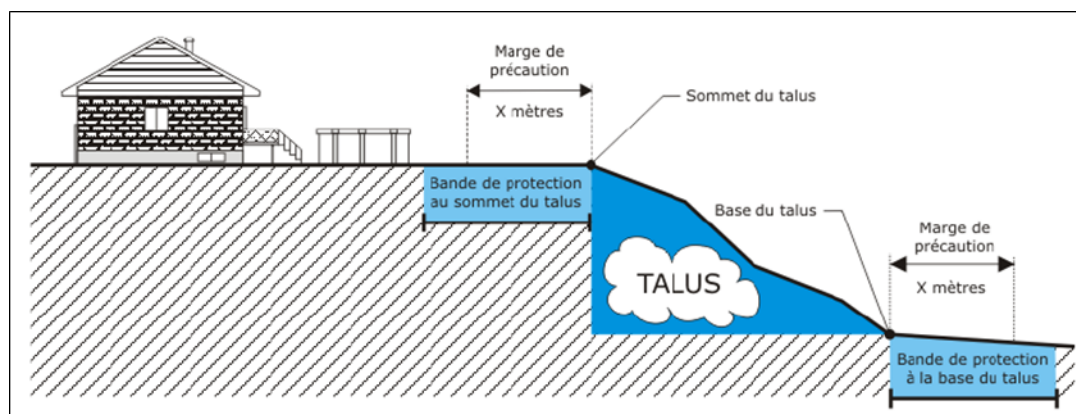 Marge de
précaution
X mètres
Sommet du talus
Bande de protection
au sommet du talus
Base du talus
Marge de
précaution
X mètres
TALUS
Bande de protection
à la base du talus